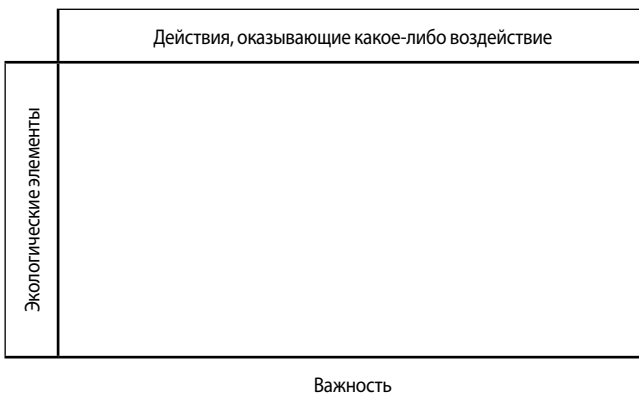 Действия, оказывающие какое-либо воздействие
Экологические элементы
Важность